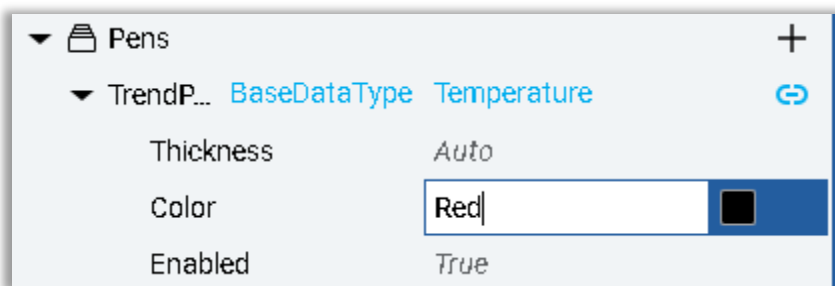 Pens
TrendP... BaseDataType Temperature
Thickness Auto
Color Red
Enabled True